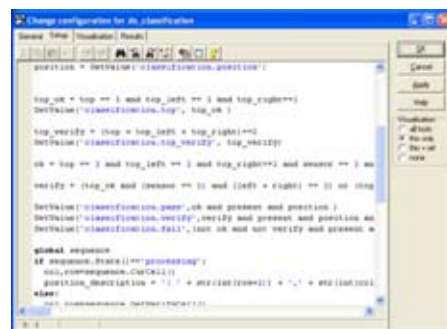 Change configuration for do_classification
General Setup Visualisation Results
position = GetValue('classification.position')
top_ok = top == 1 and top_left == 1 and top_right==1
SetValue('classification.top', top_ok )
top_verify = (top + top_left + top_right)==2
SetValue('classification.top_verify', top_verify)
ok = top == 1 and top_left == 1 and top_right==1 and sensor == 1
verify = (top_ok and (sensor == 1) and (left + right) == 1) or (top
SetValue('classification.pass',ok and present and position )
SetValue('classification.verify',verify and present and position
SetValue('classification.fail',(not ok and not verify and present
global sequence
if sequence.State()=='processing':
col,row=sequence.CurCell()
position_description = '( ' + str(int(row+1)) + ',' + str(int(col
else:
OK
Cancel
Apply
Help
Visualisation
all tools
this only
this + set
none